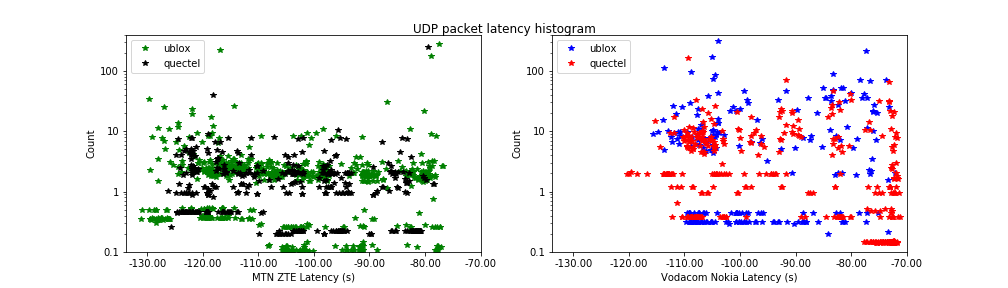 UDP packet latency histogram
ublox
quectel
100
10
1
0.1
Count
-130.00 -120.00 -110.00 -100.00 -90.00 -80.00 -70.00
MTN ZTE Latency (s)
ublox
quectel
100
10
1
0.1
Count
-130.00 -120.00 -110.00 -100.00 -90.00 -80.00 -70.00
Vodacom Nokia Latency (s)